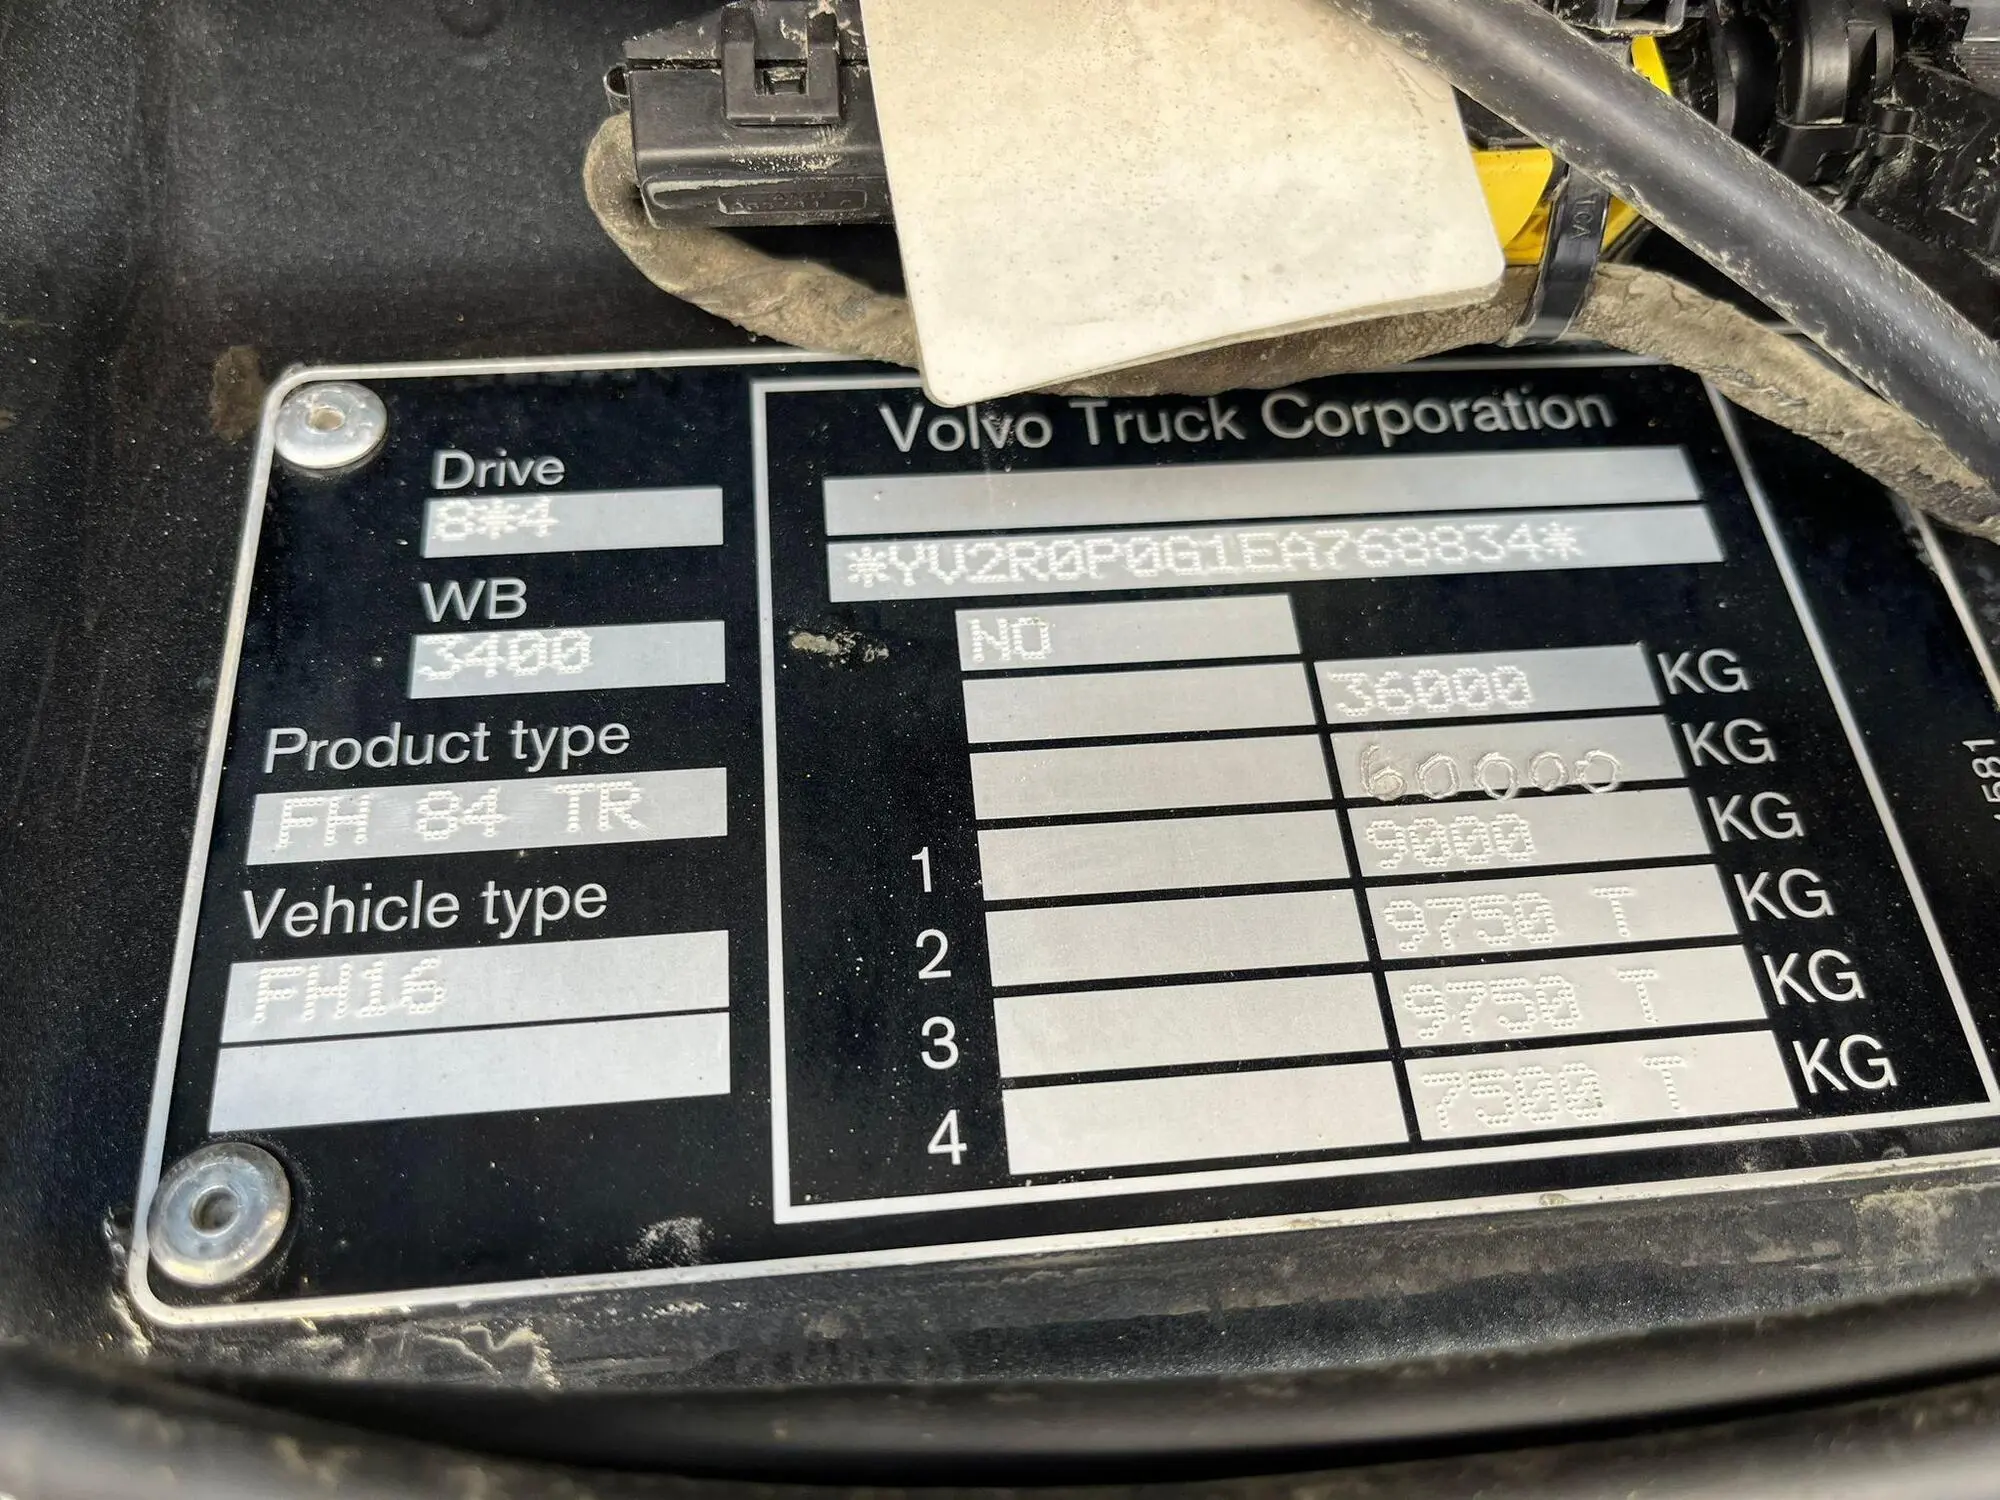 Drive
8*4
WB
3400
Product type
FH 84 TR
Vehicle type
FH16
Volvo Truck Corporation
*YV2R0P0G1EA768834*
NO
36000 KG
60000 KG
1 9000 KG
2 9750 T KG
3 9750 T KG
4 7500 T KG
TCA